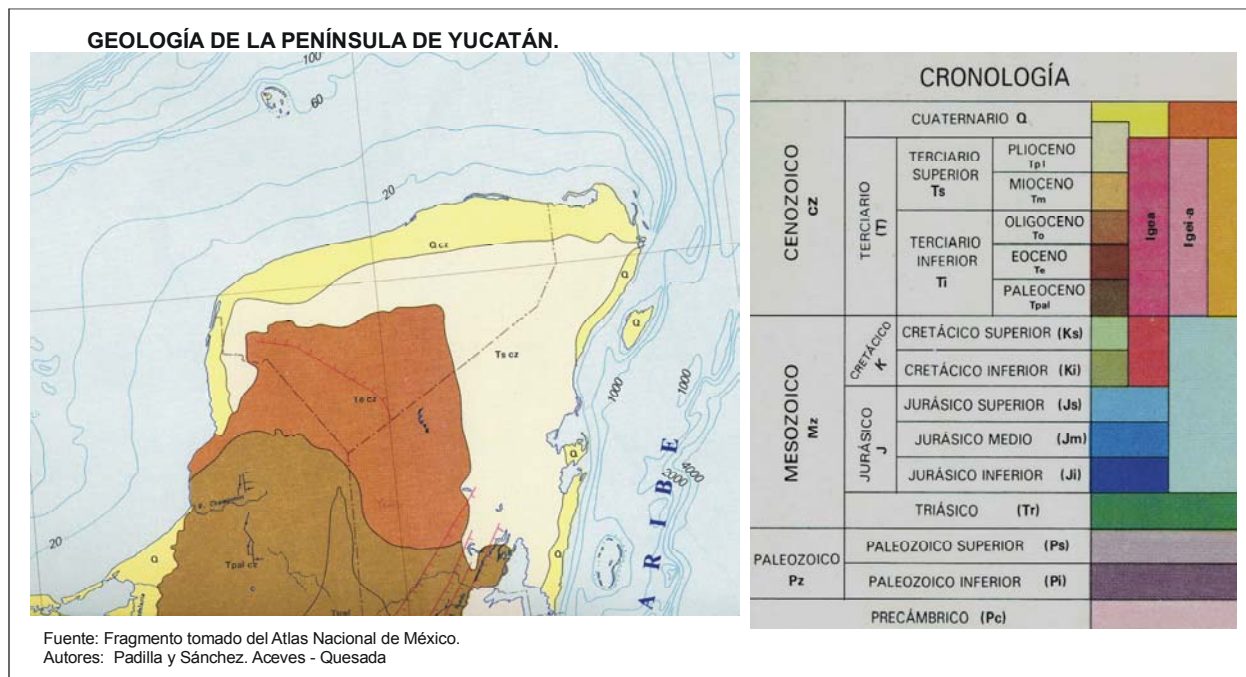 GEOLOGÍA DE LA PENÍNSULA DE YUCATÁN.
100
60
20
Q cz
Q
Q
Ts cz
1000
1000
Te cz
Q
4000
2000
CARIBE
20
Q
Tpal cz
Q
Tpal
CRONOLOGÍA
CENOZOICO
CZ
CUATERNARIO Q
TERCIARIO
(T)
TERCIARIO
SUPERIOR
Ts
PLIOCENO
Tpl
MIOCENO
Tm
TERCIARIO
INFERIOR
Ti
OLIGOCENO
To
EOCENO
Te
PALEOCENO
Tpal
Igea
Igei-a
MESOZOICO
Mz
CRETÁCICO
K
CRETÁCICO SUPERIOR (Ks)
CRETÁCICO INFERIOR (Ki)
JURÁSICO
J
JURÁSICO SUPERIOR (Js)
JURÁSICO MEDIO (Jm)
JURÁSICO INFERIOR (Ji)
TRIÁSICO (Tr)
PALEOZOICO
Pz
PALEOZOICO SUPERIOR (Ps)
PALEOZOICO INFERIOR (Pi)
PRECÁMBRICO (Pc)
Fuente: Fragmento tomado del Atlas Nacional de México.
Autores: Padilla y Sánchez. Aceves - Quesada